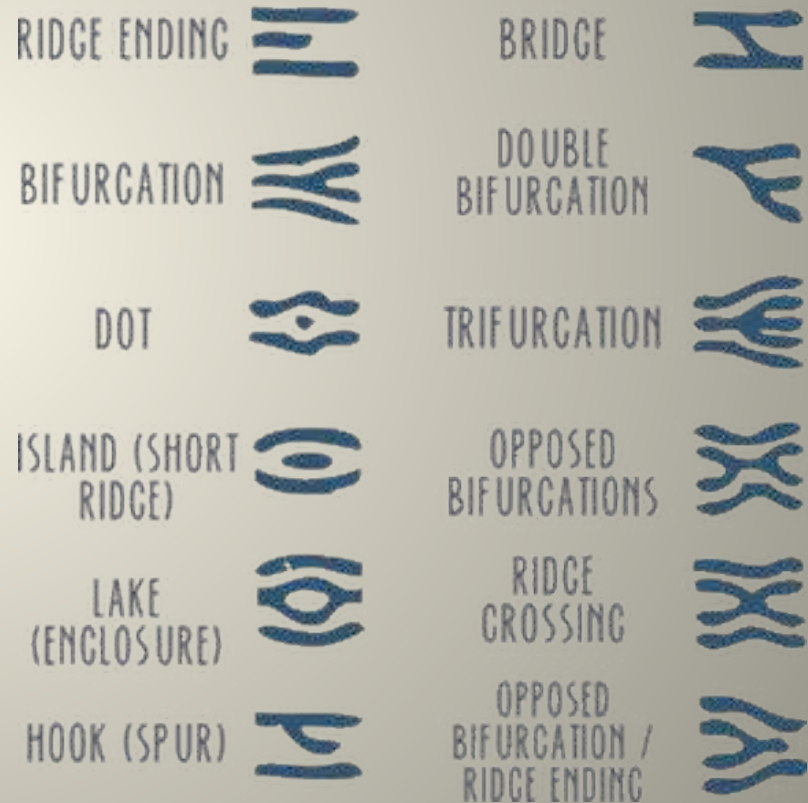 RIDGE ENDING
BRIDGE
BIFURCATION
DOUBLE
BIFURCATION
DOT
TRIFURCATION
ISLAND (SHORT
RIDGE)
OPPOSED
BIFURCATIONS
LAKE
(ENCLOSURE)
RIDGE
CROSSING
HOOK (SPUR)
OPPOSED
BIFURCATION /
RIDGE ENDING